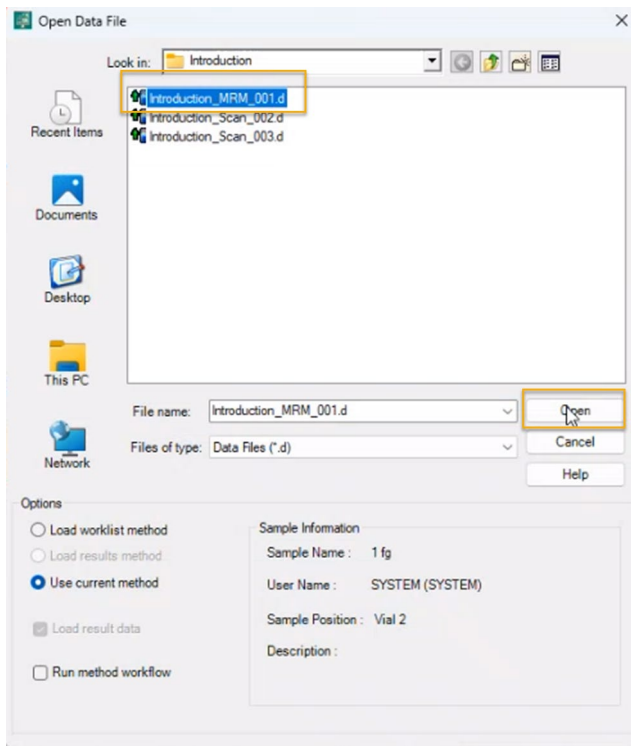 Open Data File
Look in: Introduction
Introduction_MRM_001.d
Introduction_Scan_002.d
Introduction_Scan_003.d
Recent Items
Documents
Desktop
This PC
Network
File name: Introduction_MRM_001.d
Open
Files of type: Data Files (*.d)
Cancel
Help
Options
Load worklist method
Load results method
Use current method
Load result data
Run method workflow
Sample Information
Sample Name : 1 fg
User Name : SYSTEM (SYSTEM)
Sample Position : Vial 2
Description :